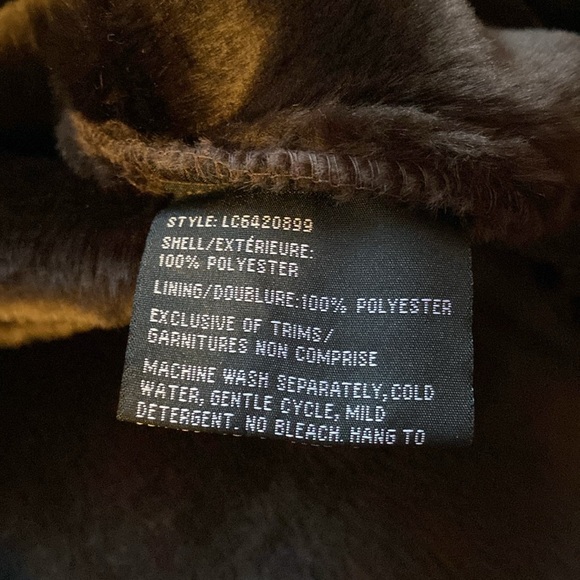 STYLE: LC6420899
SHELL/EXTÉRIEURE:
100% POLYESTER
LINING/DOUBLURE:100% POLYESTER
EXCLUSIVE OF TRIMS/
GARNITURES NON COMPRISE
MACHINE WASH SEPARATELY,COLD
WATER, GENTLE CYCLE, MILD
DETERGENT. NO BLEACH. HANG TO